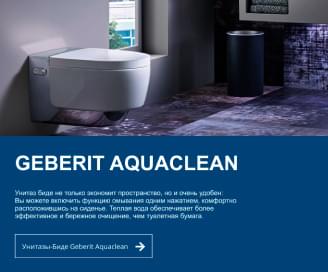 GEBERIT AQUACLEAN
Унитаз биде не только экономит пространство, но и очень удобен:
Вы можете включить функцию омывания одним нажатием, комфортно
расположившись на сиденье. Теплая вода обеспечивает более
эффективное и бережное очищение, чем туалетная бумага.
Унитазы-Биде Geberit Aquaclean